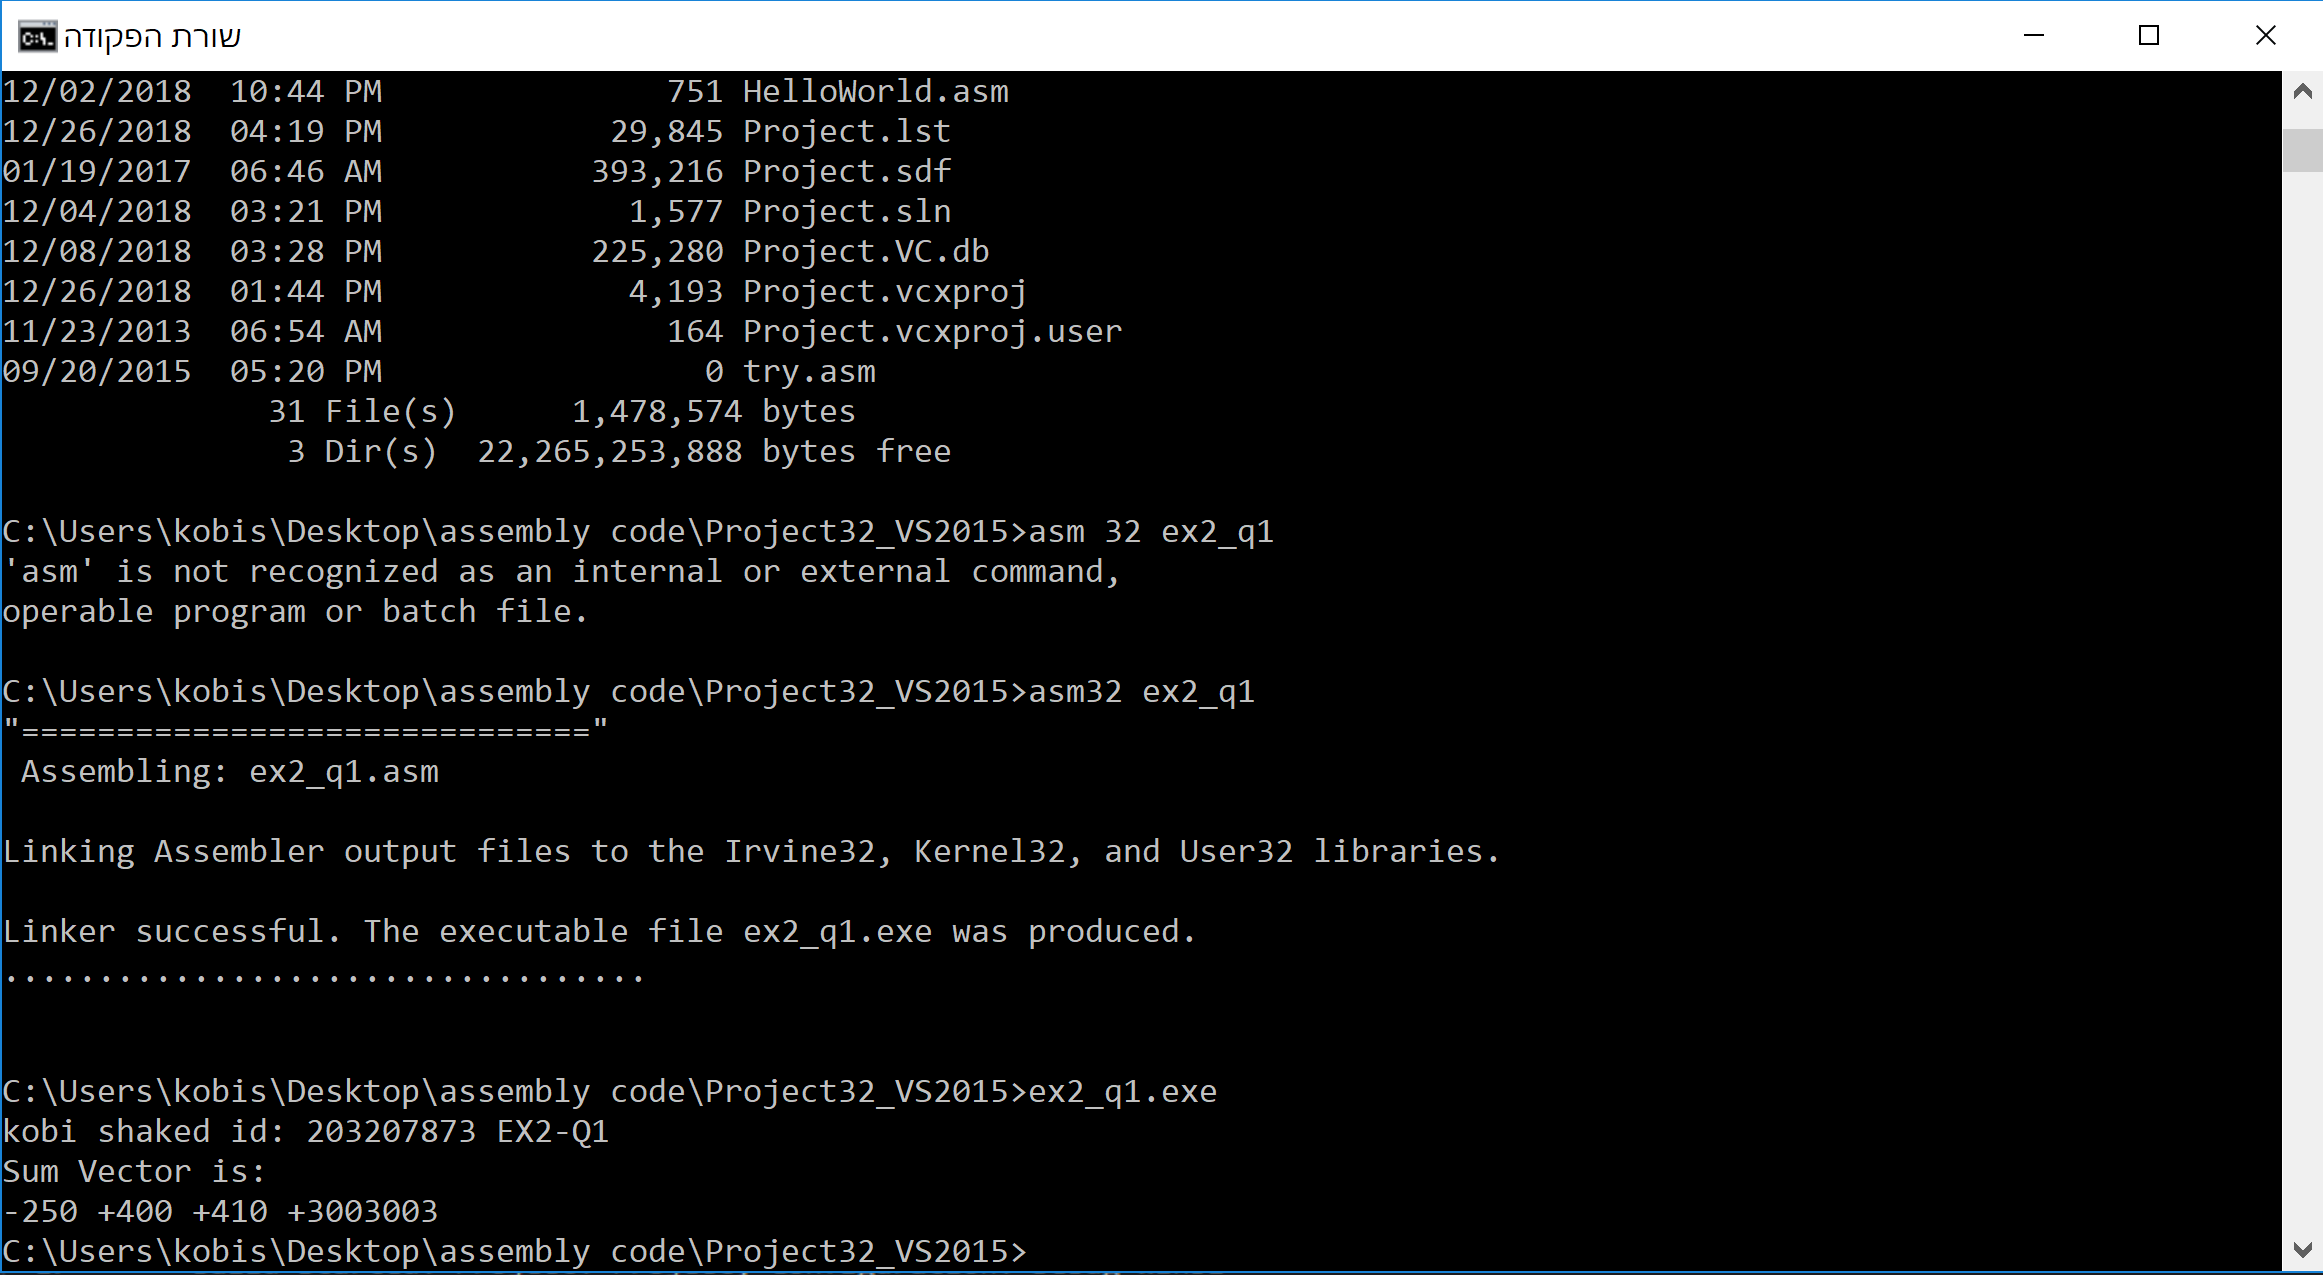 שורת הפקודה
12/02/2018  10:44 PM               751 HelloWorld.asm
12/26/2018  04:19 PM            29,845 Project.lst
01/19/2017  06:46 AM           393,216 Project.sdf
12/04/2018  03:21 PM             1,577 Project.sln
12/08/2018  03:28 PM           225,280 Project.VC.db
12/26/2018  01:44 PM             4,193 Project.vcxproj
11/23/2013  06:54 AM               164 Project.vcxproj.user
09/20/2015  05:20 PM                 0 try.asm
              31 File(s)      1,478,574 bytes
               3 Dir(s)  22,265,253,888 bytes free
C:\Users\kobis\Desktop\assembly code\Project32_VS2015>asm 32 ex2_q1
'asm' is not recognized as an internal or external command,
operable program or batch file.
C:\Users\kobis\Desktop\assembly code\Project32_VS2015>asm32 ex2_q1
"=============================="
 Assembling: ex2_q1.asm
Linking Assembler output files to the Irvine32, Kernel32, and User32 libraries.
Linker successful. The executable file ex2_q1.exe was produced.
..................................
C:\Users\kobis\Desktop\assembly code\Project32_VS2015>ex2_q1.exe
kobi shaked id: 203207873 EX2-Q1
Sum Vector is:
-250 +400 +410 +3003003
C:\Users\kobis\Desktop\assembly code\Project32_VS2015>